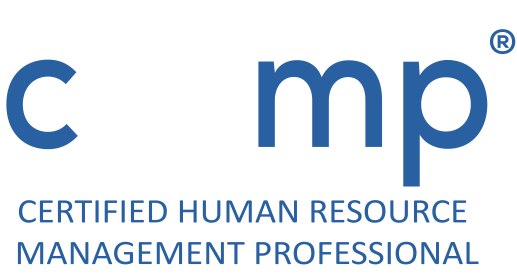 c mp®
CERTIFIED HUMAN RESOURCE
MANAGEMENT PROFESSIONAL